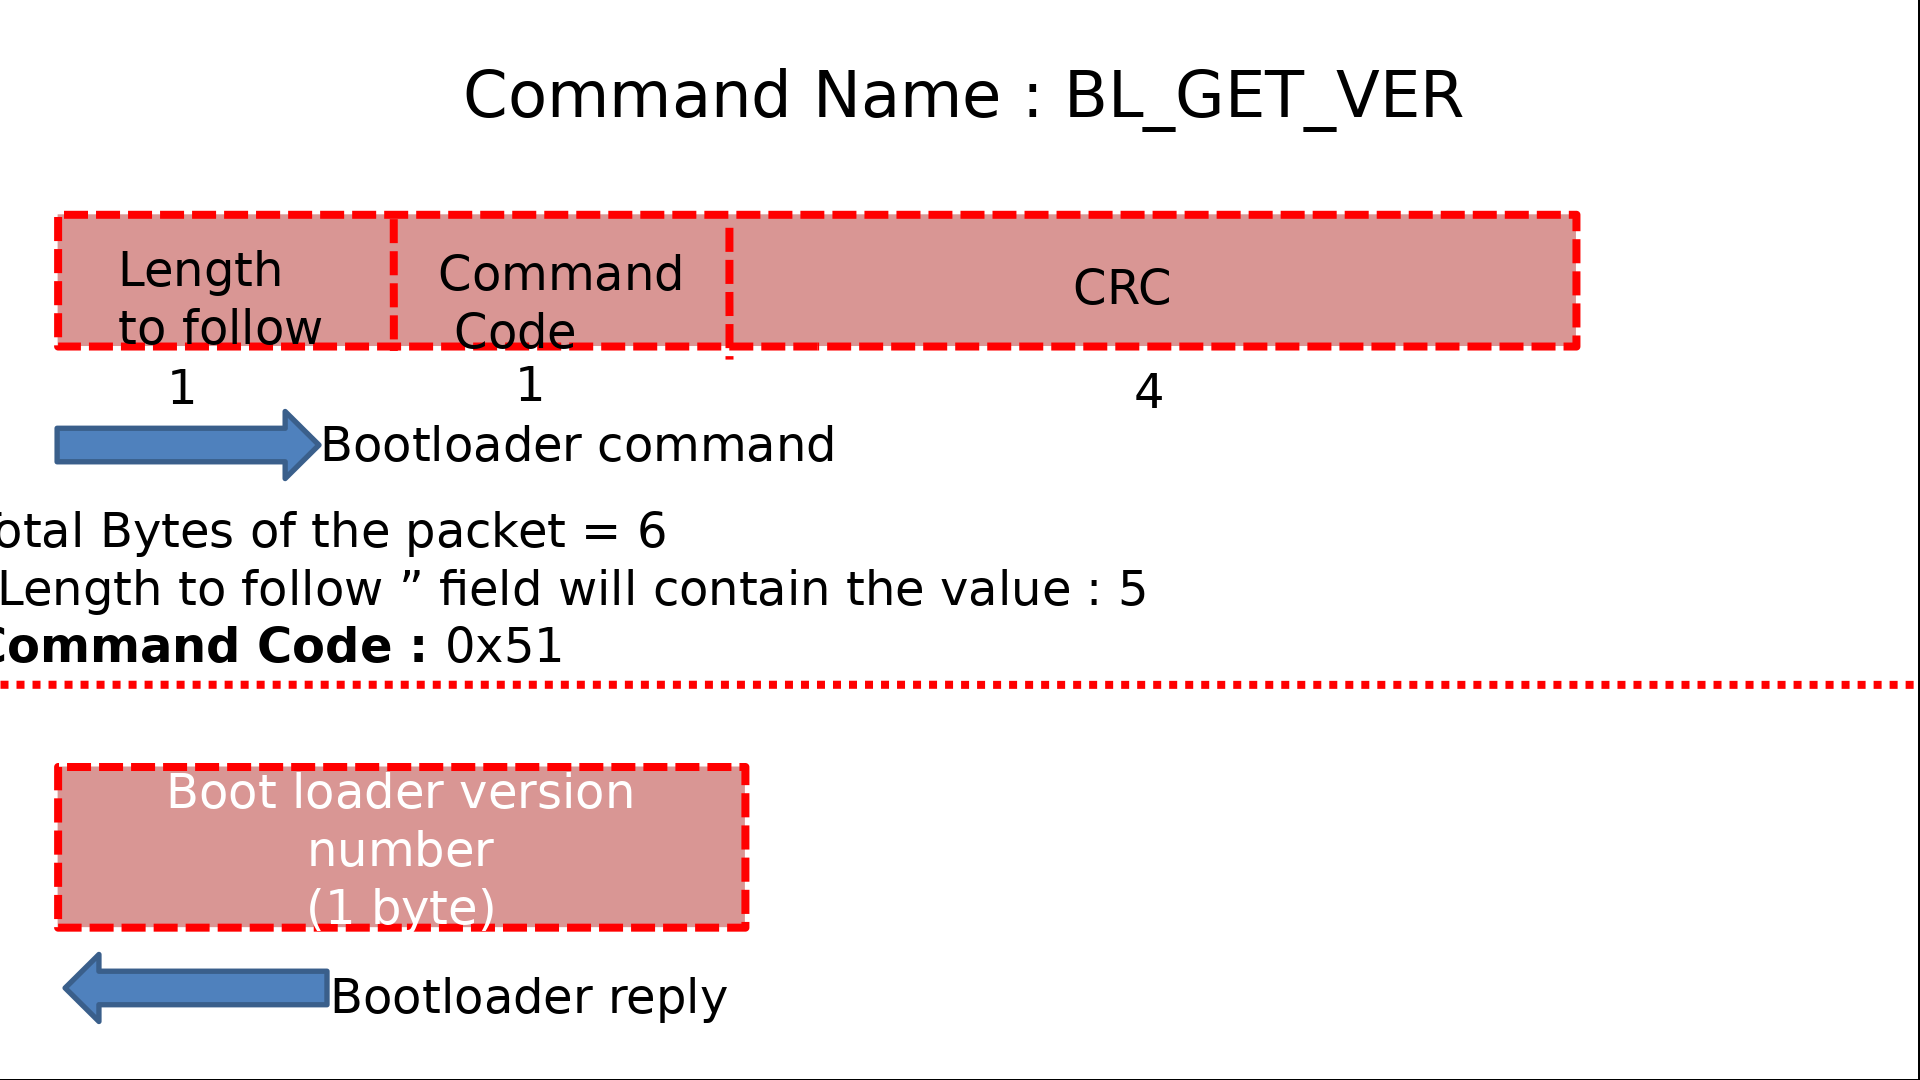 Command Name : BL_GET_VER
Length
to follow
Command
Code
CRC
1
1
4
Bootloader command
otal Bytes of the packet = 6
Length to follow ” field will contain the value : 5
Command Code : 0x51
Boot loader version
number
(1 byte)
Bootloader reply